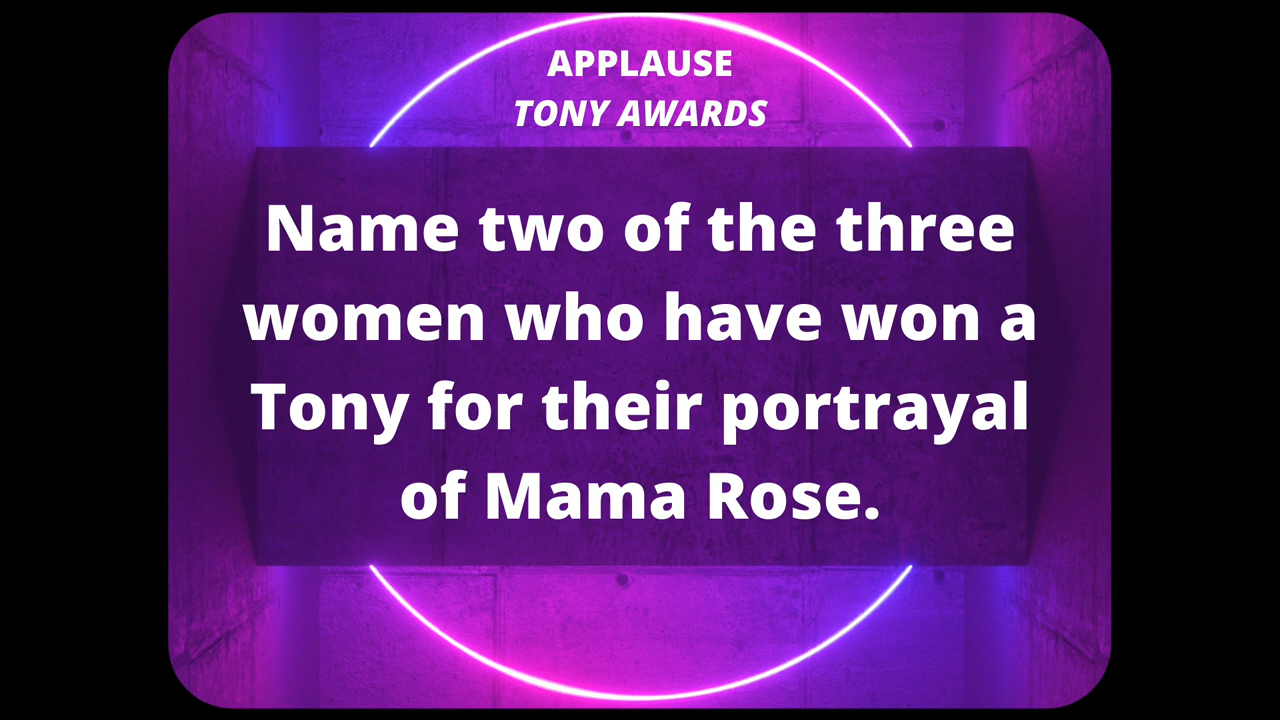 APPLAUSE
TONY AWARDS
Name two of the three
women who have won a
Tony for their portrayal
of Mama Rose.